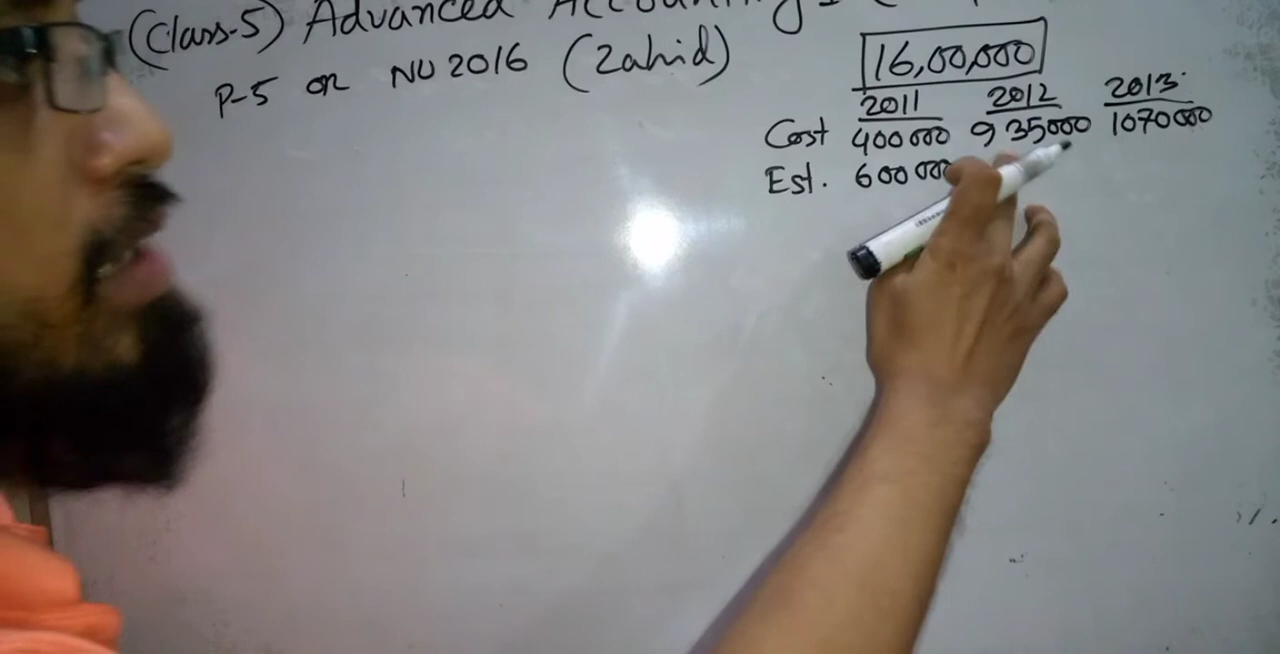 (Class-5) Advanced Accounting
P-5 or NU 2016 (Zahid)
16,00,000
2011 2012 2013
Cost 400000 935000 1070000
Est. 600000